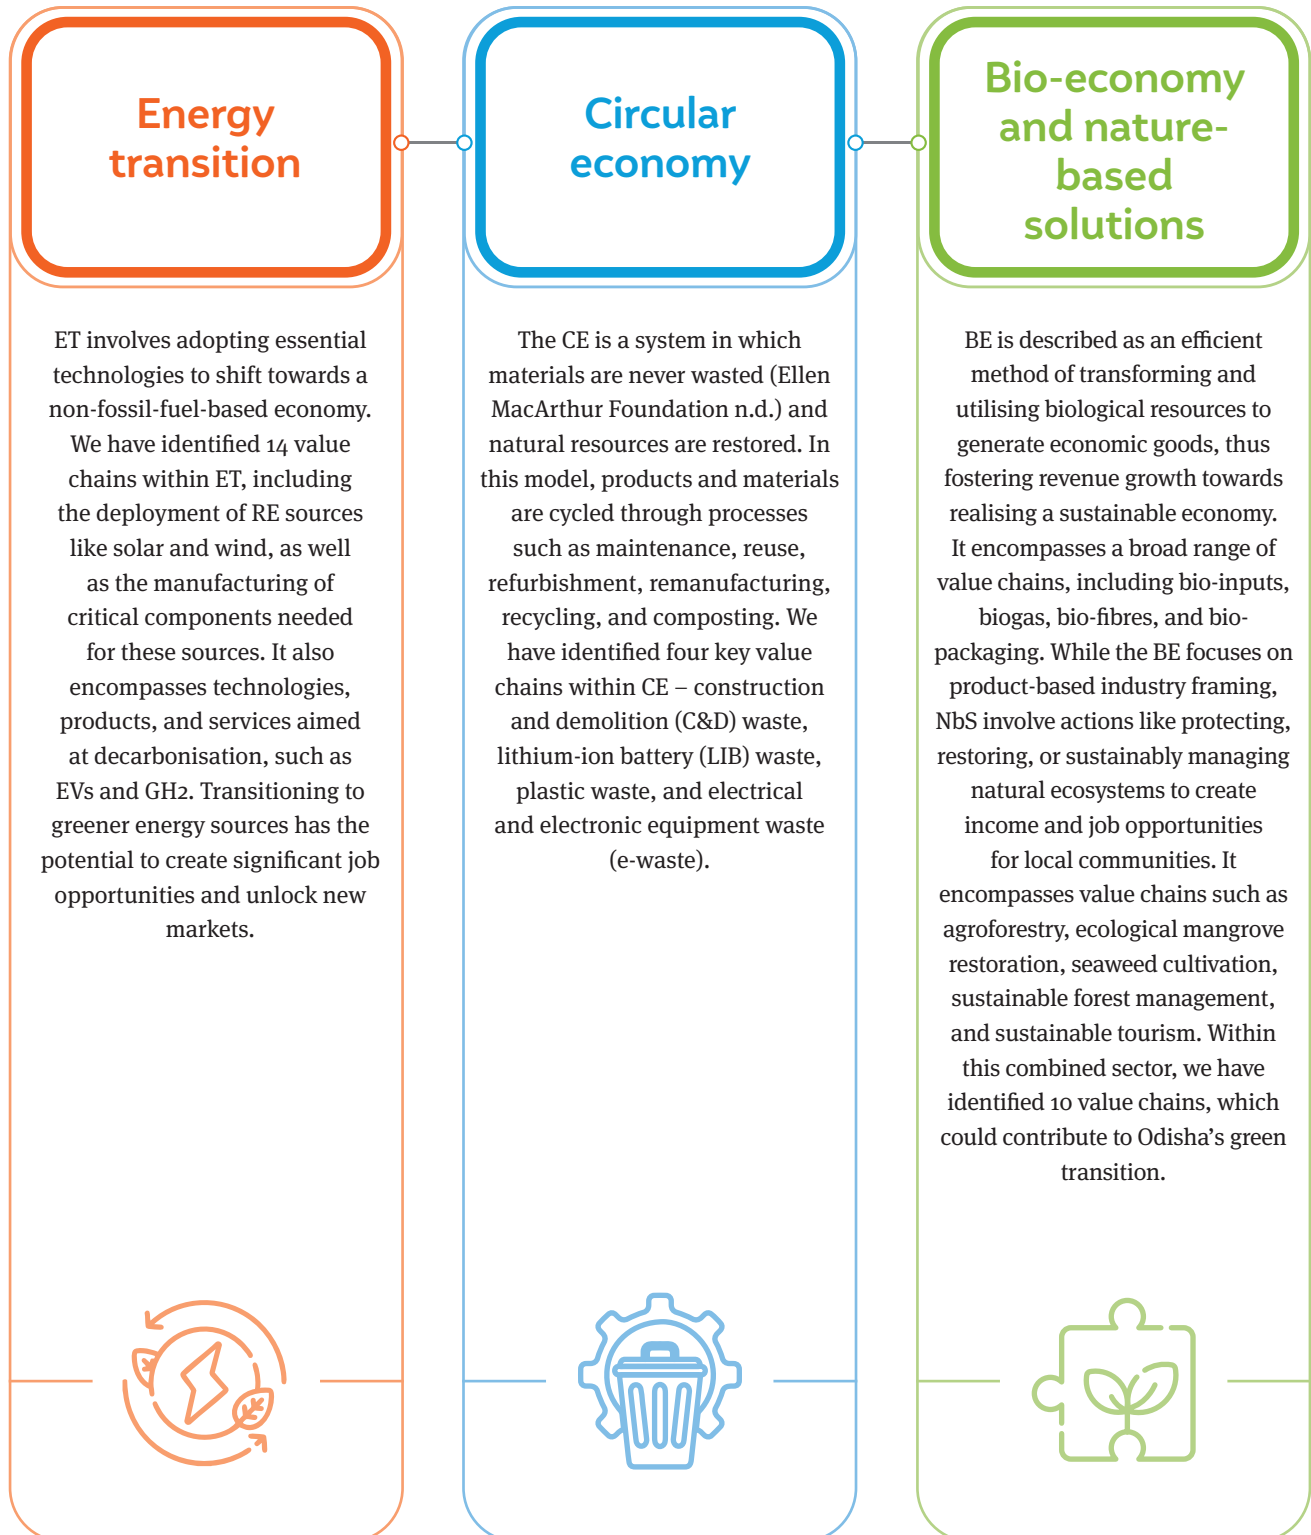 Energy
transition
ET involves adopting essential
technologies to shift towards a
non-fossil-fuel-based economy.
We have identified 14 value
chains within ET, including
the deployment of RE sources
like solar and wind, as well
as the manufacturing of
critical components needed
for these sources. It also
encompasses technologies,
products, and services aimed
at decarbonisation, such as
EVs and GH2. Transitioning to
greener energy sources has the
potential to create significant job
opportunities and unlock new
markets.
Circular
economy
The CE is a system in which
materials are never wasted (Ellen
MacArthur Foundation n.d.) and
natural resources are restored. In
this model, products and materials
are cycled through processes
such as maintenance, reuse,
refurbishment, remanufacturing,
recycling, and composting. We
have identified four key value
chains within CE – construction
and demolition (C&D) waste,
lithium-ion battery (LIB) waste,
plastic waste, and electrical
and electronic equipment waste
(e-waste).
Bio-economy
and nature-
based
solutions
BE is described as an efficient
method of transforming and
utilising biological resources to
generate economic goods, thus
fostering revenue growth towards
realising a sustainable economy.
It encompasses a broad range of
value chains, including bio-inputs,
biogas, bio-fibres, and bio-
packaging. While the BE focuses on
product-based industry framing,
NbS involve actions like protecting,
restoring, or sustainably managing
natural ecosystems to create
income and job opportunities
for local communities. It
encompasses value chains such as
agroforestry, ecological mangrove
restoration, seaweed cultivation,
sustainable forest management,
and sustainable tourism. Within
this combined sector, we have
identified 10 value chains, which
could contribute to Odisha’s green
transition.